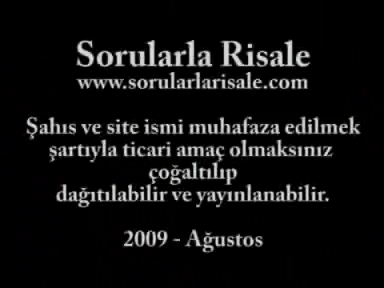 Sorularla Risale
www.sorularlarisale.com
Şahıs ve site ismi muhafaza edilmek
şartıyla ticari amaç olmaksınız
çoğaltılıp
dağıtılabilir ve yayınlanabilir.
2009 - Ağustos